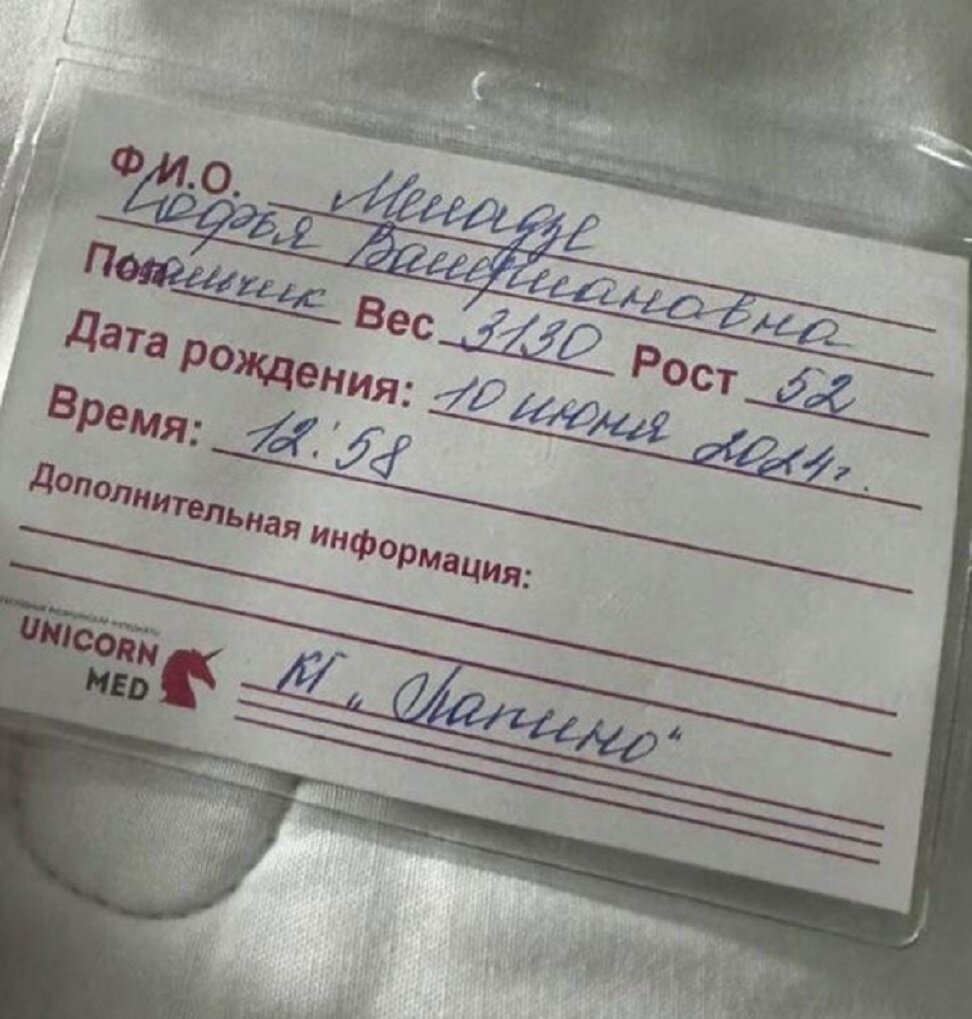 Ф.И.О. Меладзе
Софья Валериановна
Пол мальчик Вес 3130 Рост 52
Дата рождения: 10 июня 2024г.
Время: 12:58
Дополнительная информация:
UNICORN
MED
КГ „Лапино“